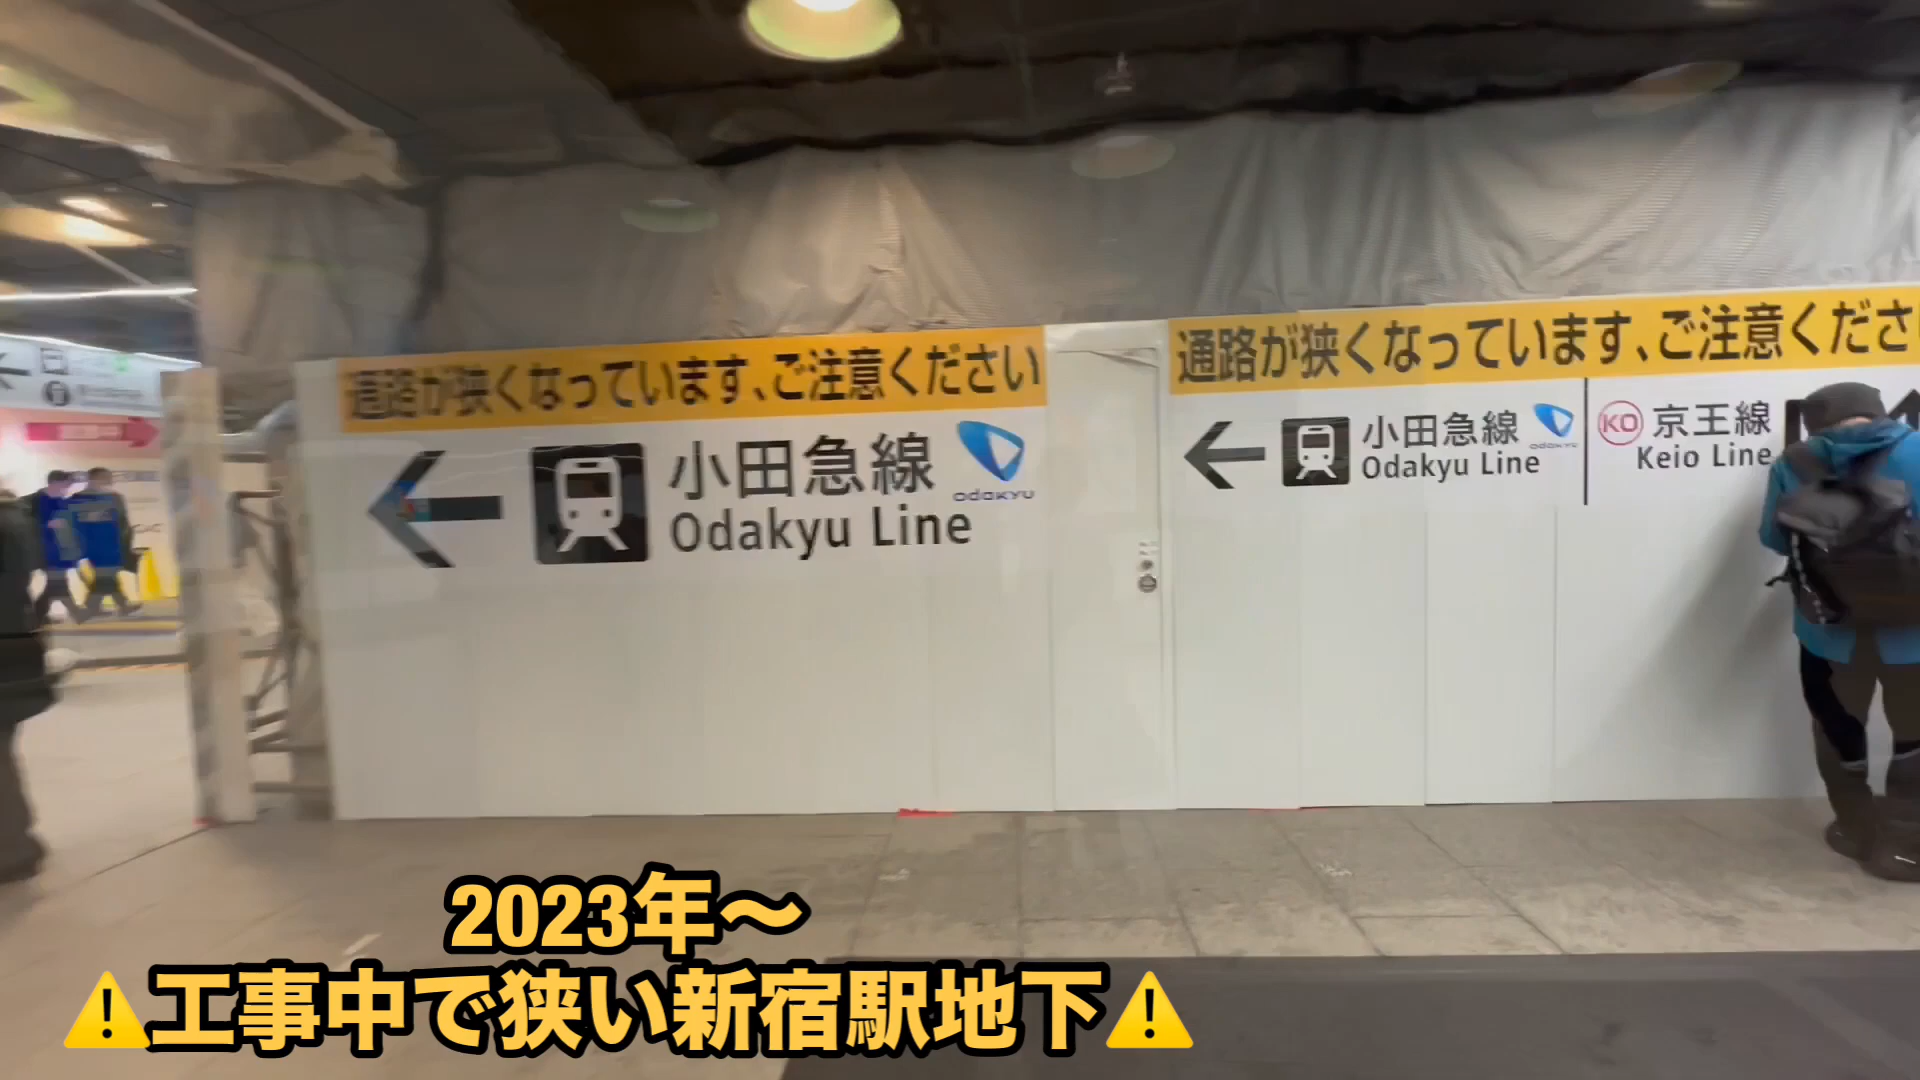 通路が狭くなっています、ご注意ください
小田急線
Odakyu Line
ODAKYU
通路が狭くなっています、ご注意くださ
小田急線
Odakyu Line
ODAKYU
KO 京王線
Keio Line
2023年〜
⚠️工事中で狭い新宿駅地下⚠️